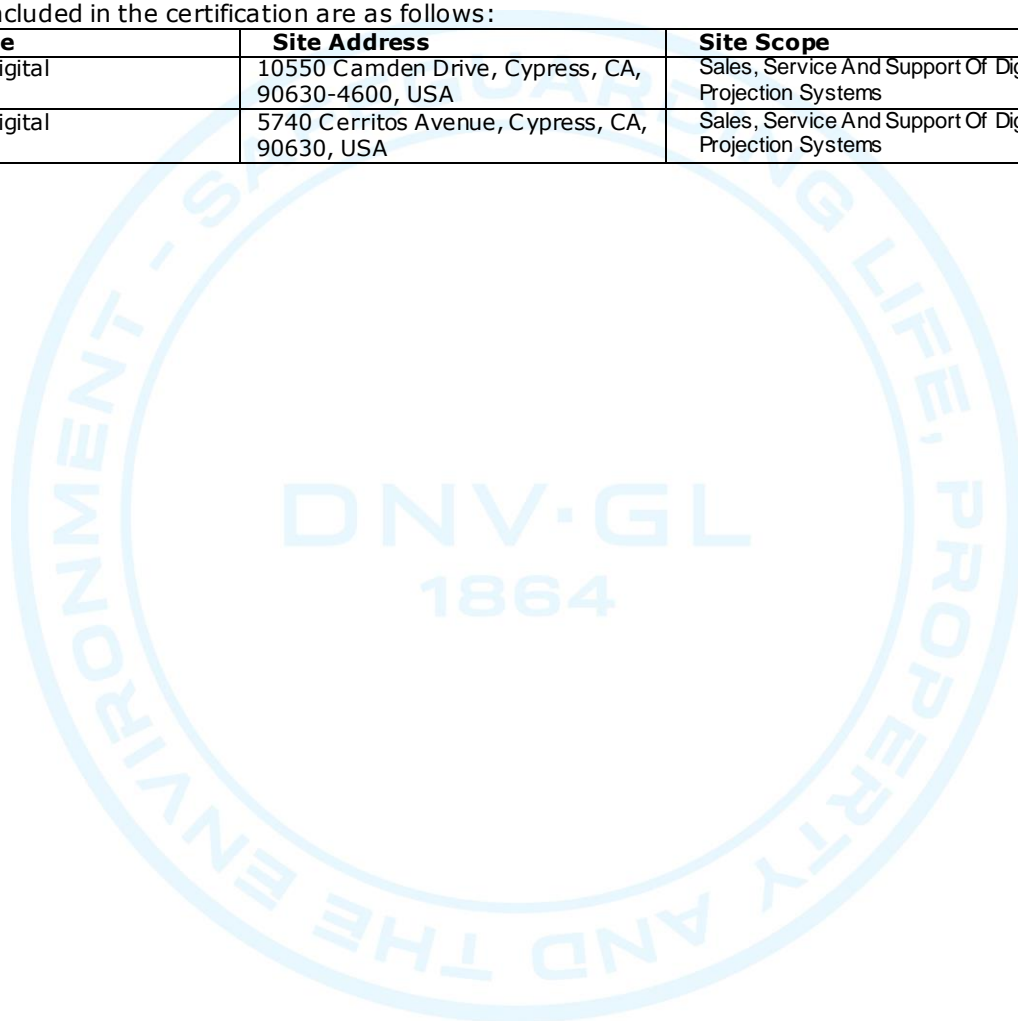 ncluded in the certification are as follows:
e Site Address Site Scope
igital 10550 Camden Drive, Cypress, CA, Sales, Service And Support Of Dig
90630-4600, USA Projection Systems
igital 5740 Cerritos Avenue, Cypress, CA, Sales, Service And Support Of Dig
90630, USA Projection Systems
SAFEGUARDING LIFE, PROPERTY AND THE ENVIRONMENT -
DNV·GL
1864